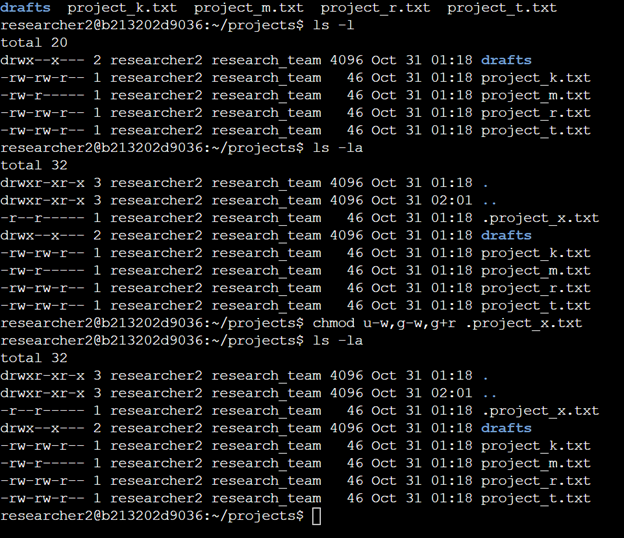 drafts  project_k.txt  project_m.txt  project_r.txt  project_t.txt
researcher2@b213202d9036:~/projects$ ls -l
total 20
drwx--x--- 2 researcher2 research_team 4096 Oct 31 01:18 drafts
-rw-rw-r-- 1 researcher2 research_team   46 Oct 31 01:18 project_k.txt
-rw-r----- 1 researcher2 research_team   46 Oct 31 01:18 project_m.txt
-rw-rw-r-- 1 researcher2 research_team   46 Oct 31 01:18 project_r.txt
-rw-rw-r-- 1 researcher2 research_team   46 Oct 31 01:18 project_t.txt
researcher2@b213202d9036:~/projects$ ls -la
total 32
drwxr-xr-x 3 researcher2 research_team 4096 Oct 31 01:18 .
drwxr-xr-x 3 researcher2 research_team 4096 Oct 31 02:01 ..
-r--r----- 1 researcher2 research_team   46 Oct 31 01:18 .project_x.txt
drwx--x--- 2 researcher2 research_team 4096 Oct 31 01:18 drafts
-rw-rw-r-- 1 researcher2 research_team   46 Oct 31 01:18 project_k.txt
-rw-r----- 1 researcher2 research_team   46 Oct 31 01:18 project_m.txt
-rw-rw-r-- 1 researcher2 research_team   46 Oct 31 01:18 project_r.txt
-rw-rw-r-- 1 researcher2 research_team   46 Oct 31 01:18 project_t.txt
researcher2@b213202d9036:~/projects$ chmod u-w,g-w,g+r .project_x.txt
researcher2@b213202d9036:~/projects$ ls -la
total 32
drwxr-xr-x 3 researcher2 research_team 4096 Oct 31 01:18 .
drwxr-xr-x 3 researcher2 research_team 4096 Oct 31 02:01 ..
-r--r----- 1 researcher2 research_team   46 Oct 31 01:18 .project_x.txt
drwx--x--- 2 researcher2 research_team 4096 Oct 31 01:18 drafts
-rw-rw-r-- 1 researcher2 research_team   46 Oct 31 01:18 project_k.txt
-rw-r----- 1 researcher2 research_team   46 Oct 31 01:18 project_m.txt
-rw-rw-r-- 1 researcher2 research_team   46 Oct 31 01:18 project_r.txt
-rw-rw-r-- 1 researcher2 research_team   46 Oct 31 01:18 project_t.txt
researcher2@b213202d9036:~/projects$